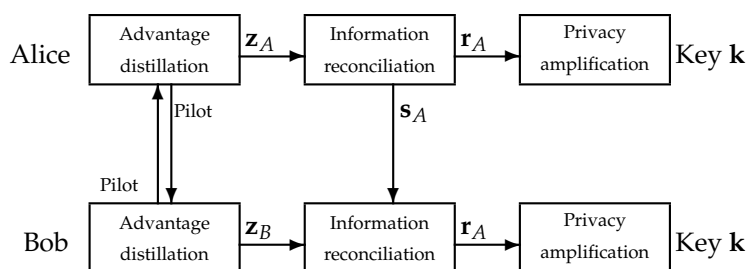 Alice
Advantage
distillation
z_A
Information
reconciliation
r_A
Privacy
amplification
Key k
Pilot
s_A
Pilot
Bob
Advantage
distillation
z_B
Information
reconciliation
r_A
Privacy
amplification
Key k